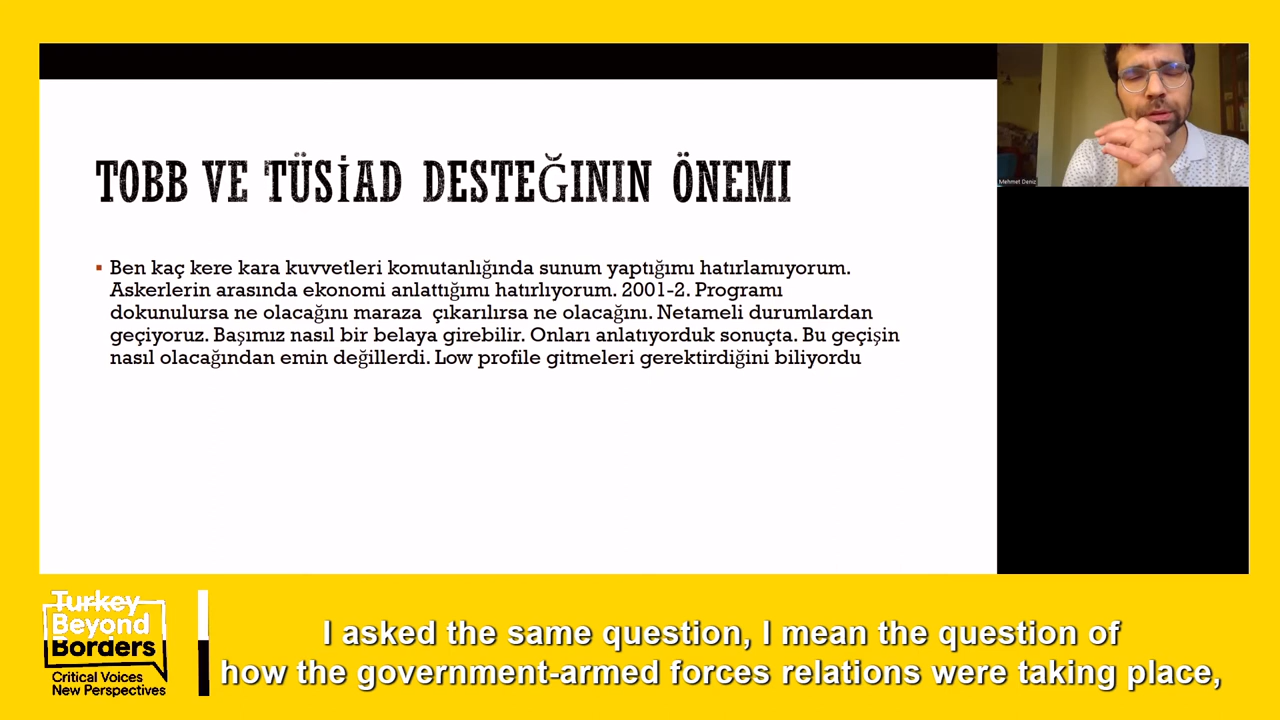 TOBB VE TÜSİAD DESTEĞININ ÖNEMI
Ben kaç kere kara kuvvetleri komutanlığında sunum yaptığımı hatırlamıyorum.
Askerlerin arasında ekonomi anlattığımı hatırlıyorum. 2001-2. Programı
dokunulursa ne olacağını maraza  çıkarılırsa ne olacağını. Netameli durumlardan
geçiyoruz. Başımız nasıl bir belaya girebilir. Onları anlatıyorduk sonuçta. Bu geçişin
nasıl olacağından emin değillerdi. Low profile gitmeleri gerektirdiğini biliyordu
Mehmet Deniz
Turkey
Beyond
Borders
Critical Voices
New Perspectives
I asked the same question, I mean the question of
how the government-armed forces relations were taking place,